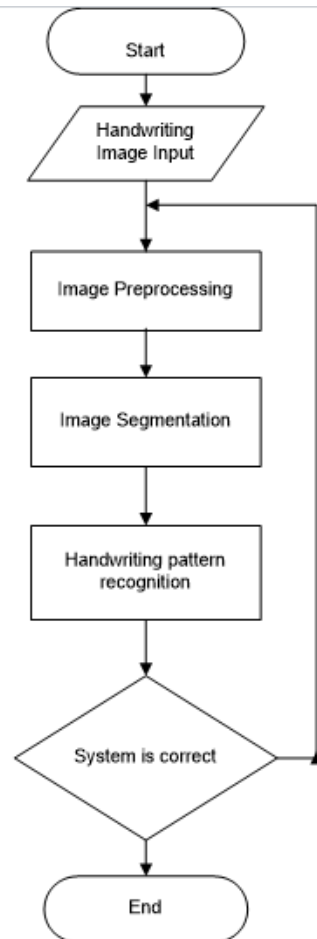 Start
Handwriting
Image Input
Image Preprocessing
Image Segmentation
Handwriting pattern
recognition
System is correct
End